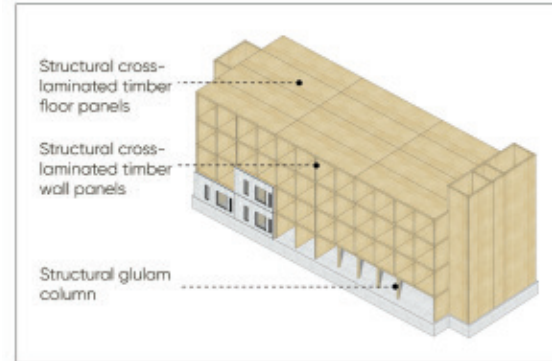 Structural cross-
laminated timber
floor panels
Structural cross-
laminated timber
wall panels
Structural glulam
column